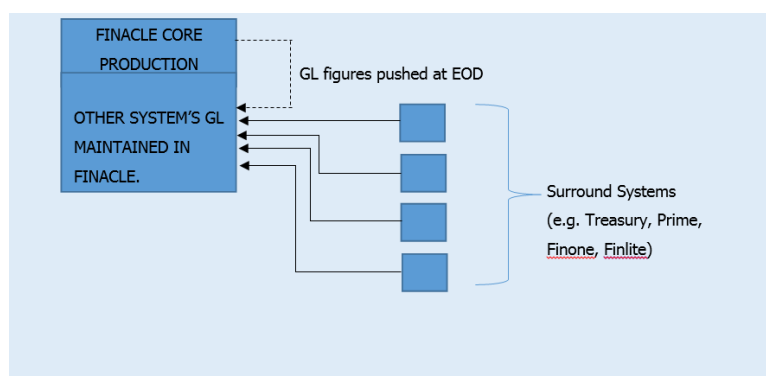 FINACLE CORE
PRODUCTION
GL figures pushed at EOD
OTHER SYSTEM’S GL
MAINTAINED IN
FINACLE.
Surround Systems
(e.g. Treasury, Prime,
Finone, Finlite)